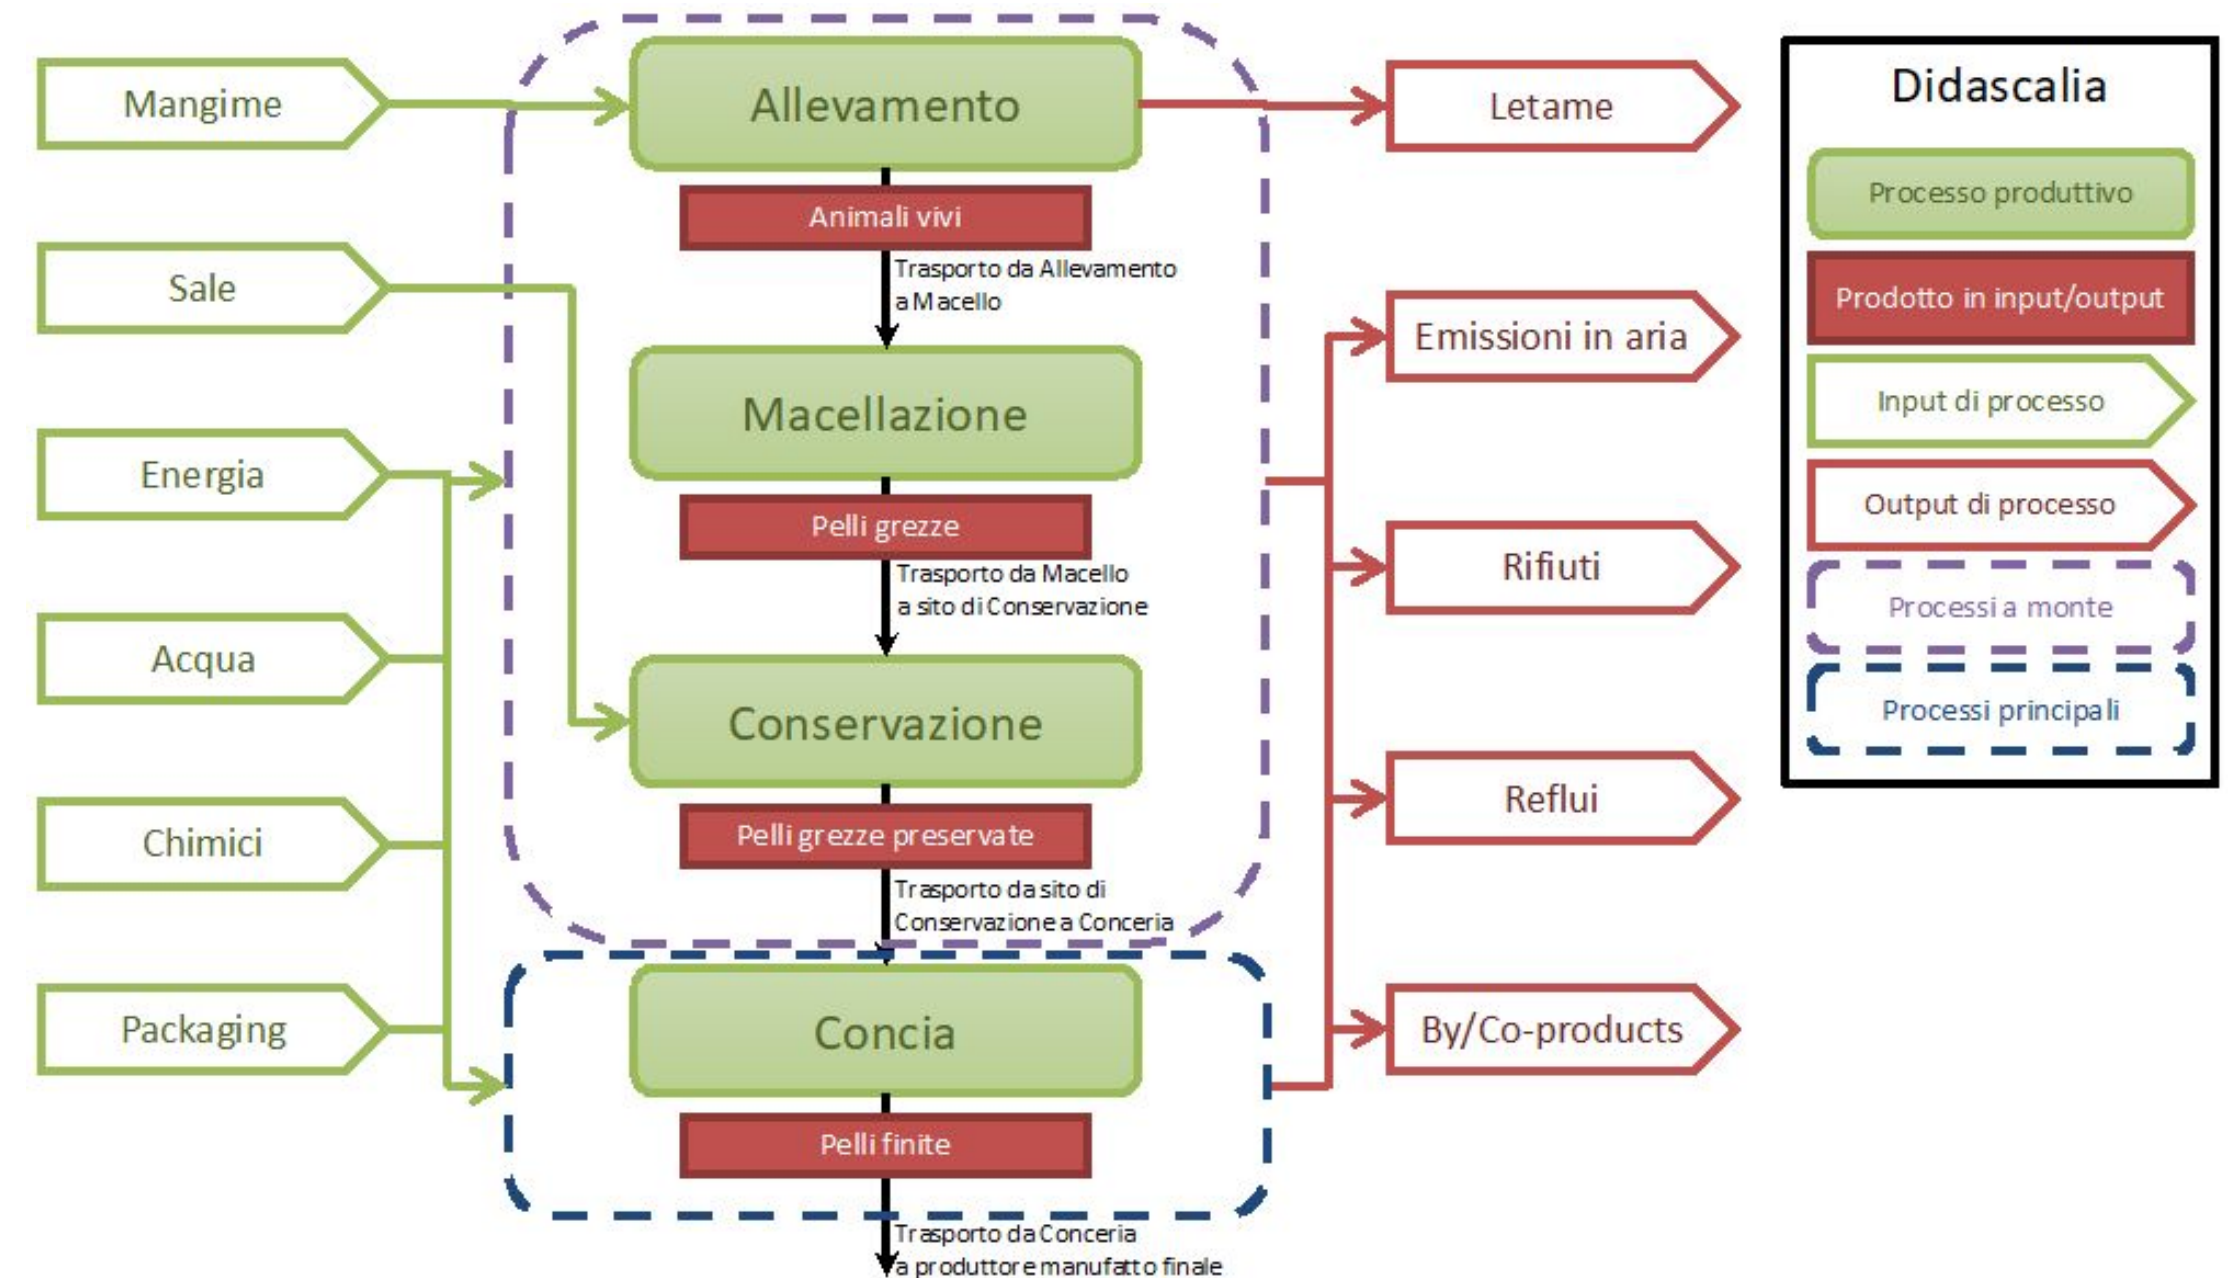 Mangime
Sale
Energia
Acqua
Chimici
Packaging
Allevamento
Animali vivi
Trasporto da Allevamento
a Macello
Macellazione
Pelli grezze
Trasporto da Macello
a sito di Conservazione
Conservazione
Pelli grezze preservate
Trasporto da sito di
Conservazione a Conceria
Concia
Pelli finite
Trasporto da Conceria
a produttore manufatto finale
Letame
Emissioni in aria
Rifiuti
Reflui
By/Co-products
Didascalia
Processo produttivo
Prodotto in input/output
Input di processo
Output di processo
Processi a monte
Processi principali